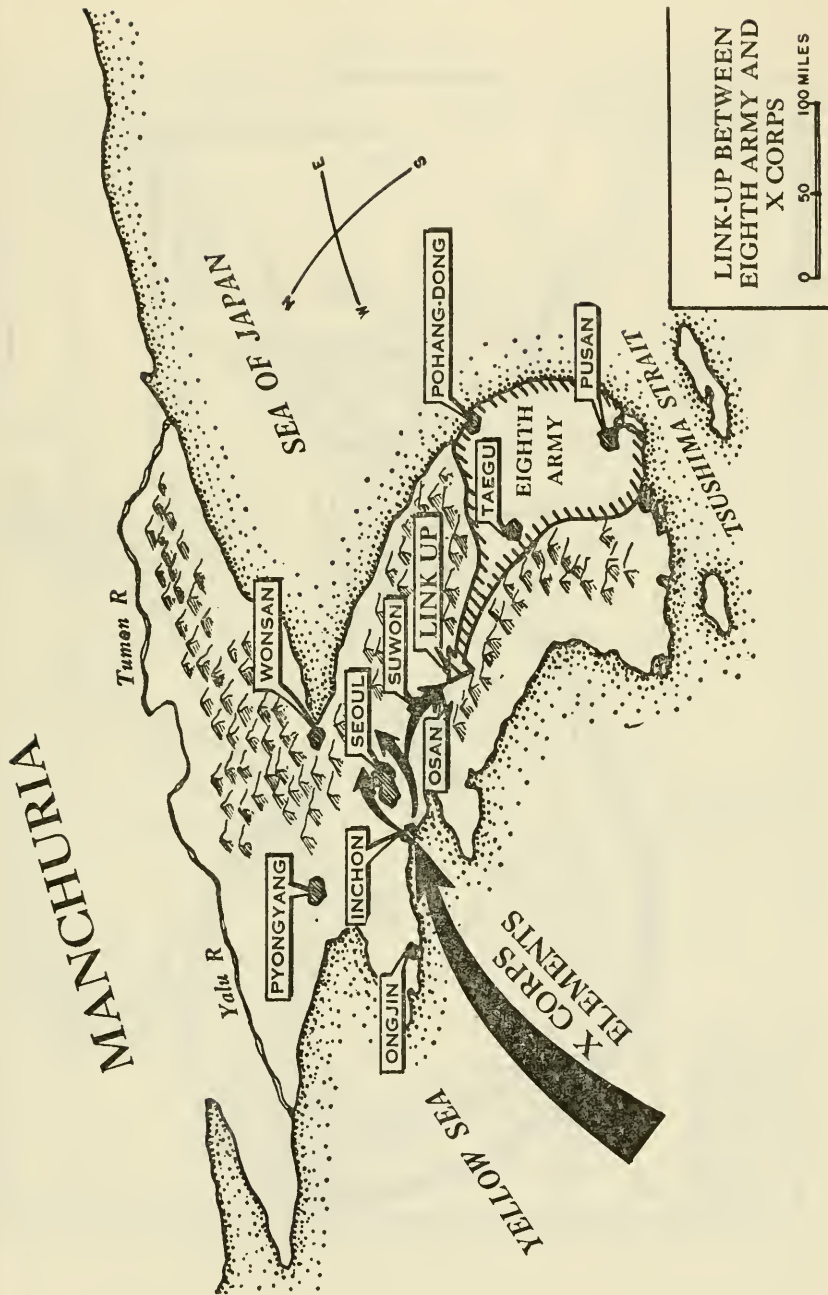 MANCHURIA
Tumen R
Yalu R
SEA OF JAPAN
N
E
S
W
WONSAN
PYONGYANG
SEOUL
INCHON
ONGJIN
SUWON
OSAN
LINK UP
POHANG-DONG
TAEGU
EIGHTH
ARMY
PUSAN
TSUSHIMA STRAIT
YELLOW SEA
X CORPS
ELEMENTS
LINK-UP BETWEEN
EIGHTH ARMY AND
X CORPS
0 50 100 MILES